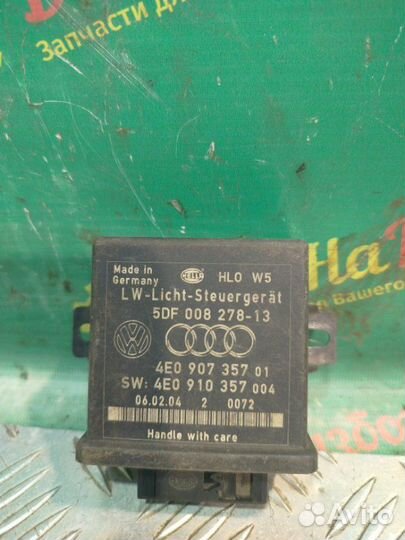 Запчасти для
Вашего
Made in
Germany
HELLA
HLO W5
LW-Licht-Steuergerät
5DF 008 278-13
4E0 907 357 01
SW: 4E0 910 357 004
06.02.04 2 0072
Handle with care
Avito